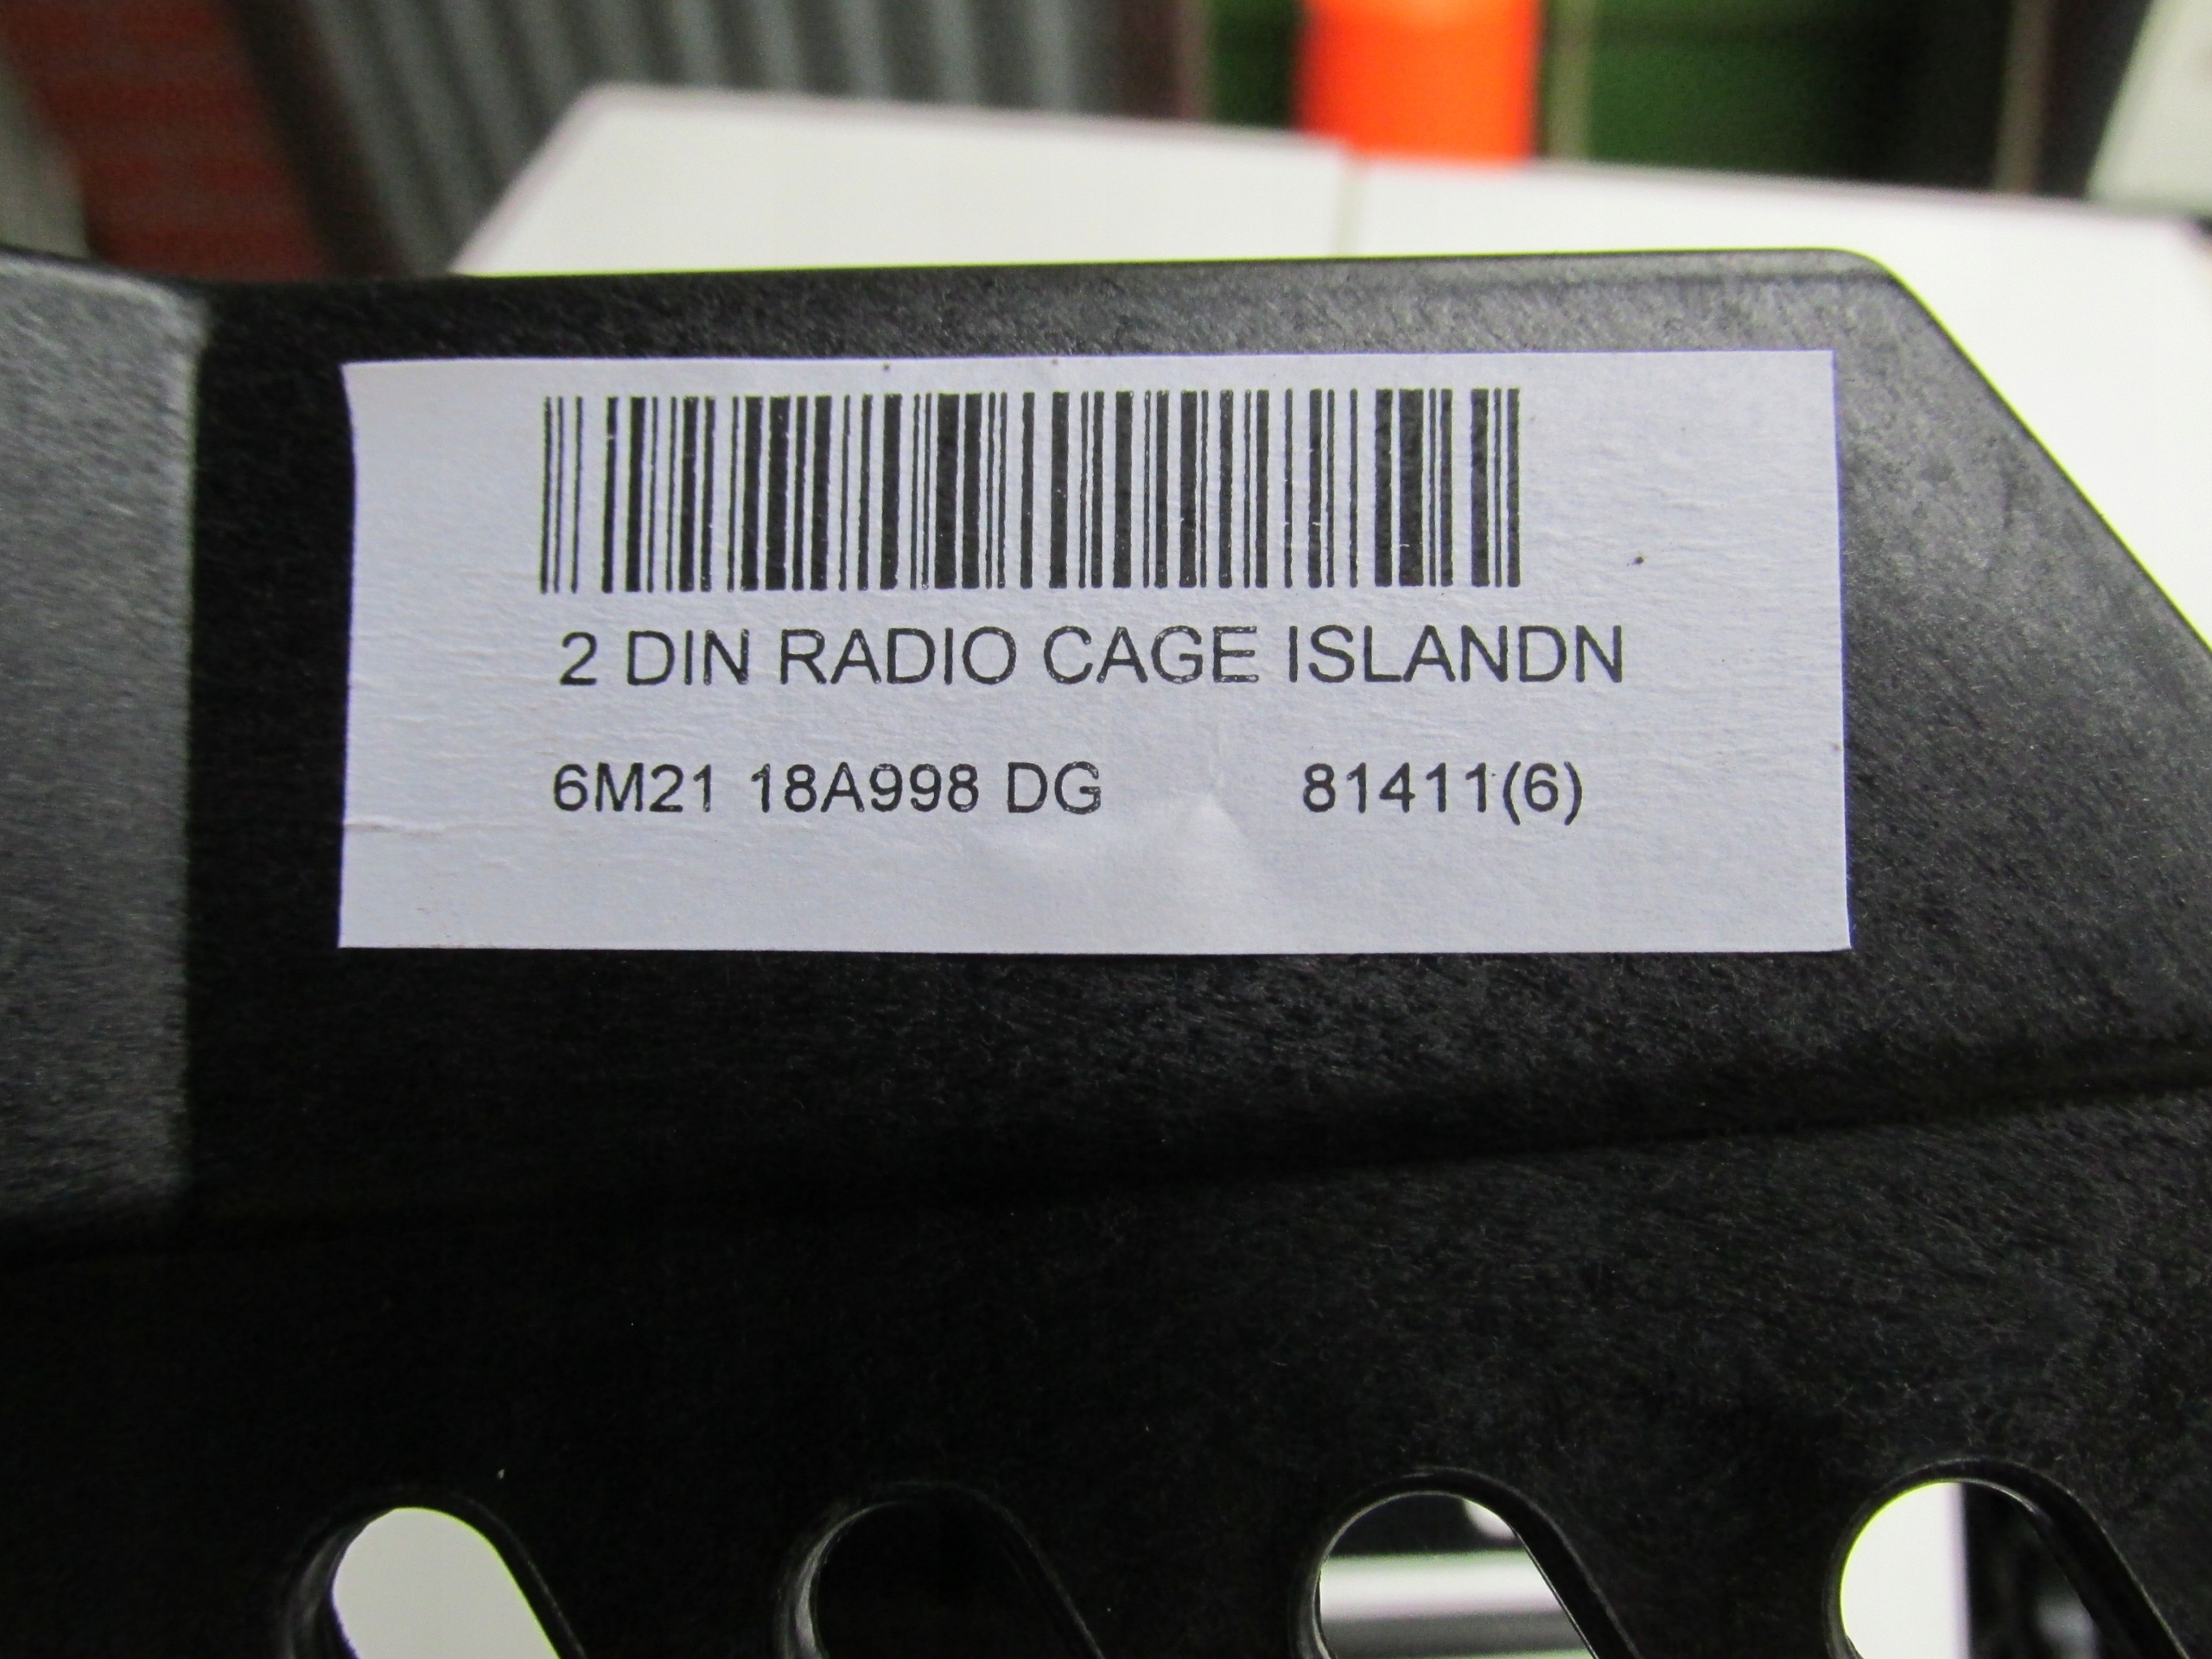 2 DIN RADIO CAGE ISLANDN
6M21 18A998 DG 81411(6)